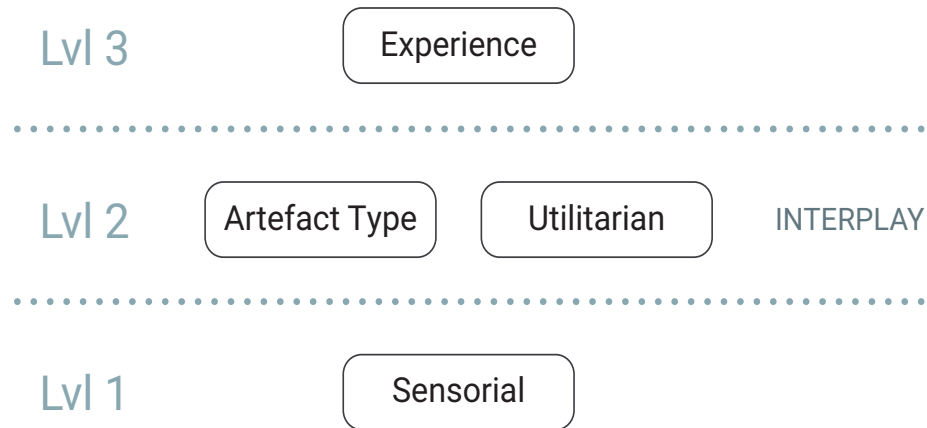 Lvl 3 Experience
Lvl 2 Artefact Type Utilitarian INTERPLAY
Lvl 1 Sensorial